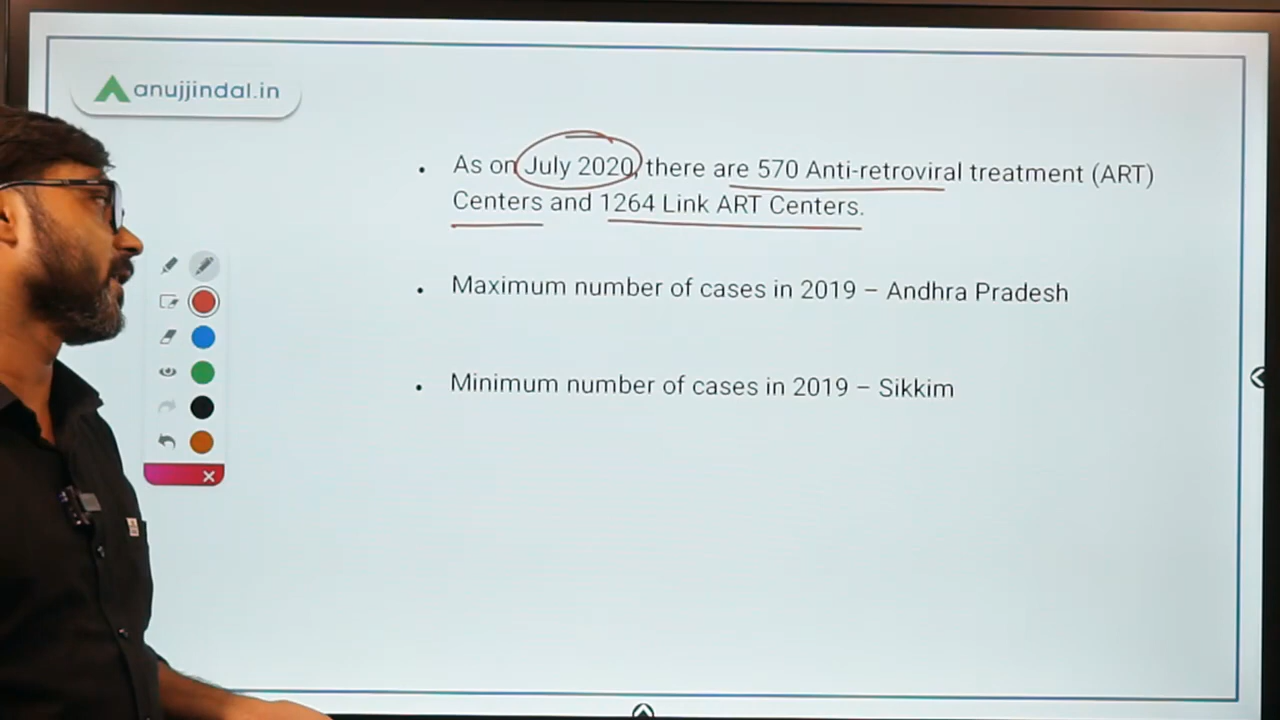 anujjindal.in
As on July 2020, there are 570 Anti-retroviral treatment (ART)
Centers and 1264 Link ART Centers.
Maximum number of cases in 2019 – Andhra Pradesh
Minimum number of cases in 2019 – Sikkim